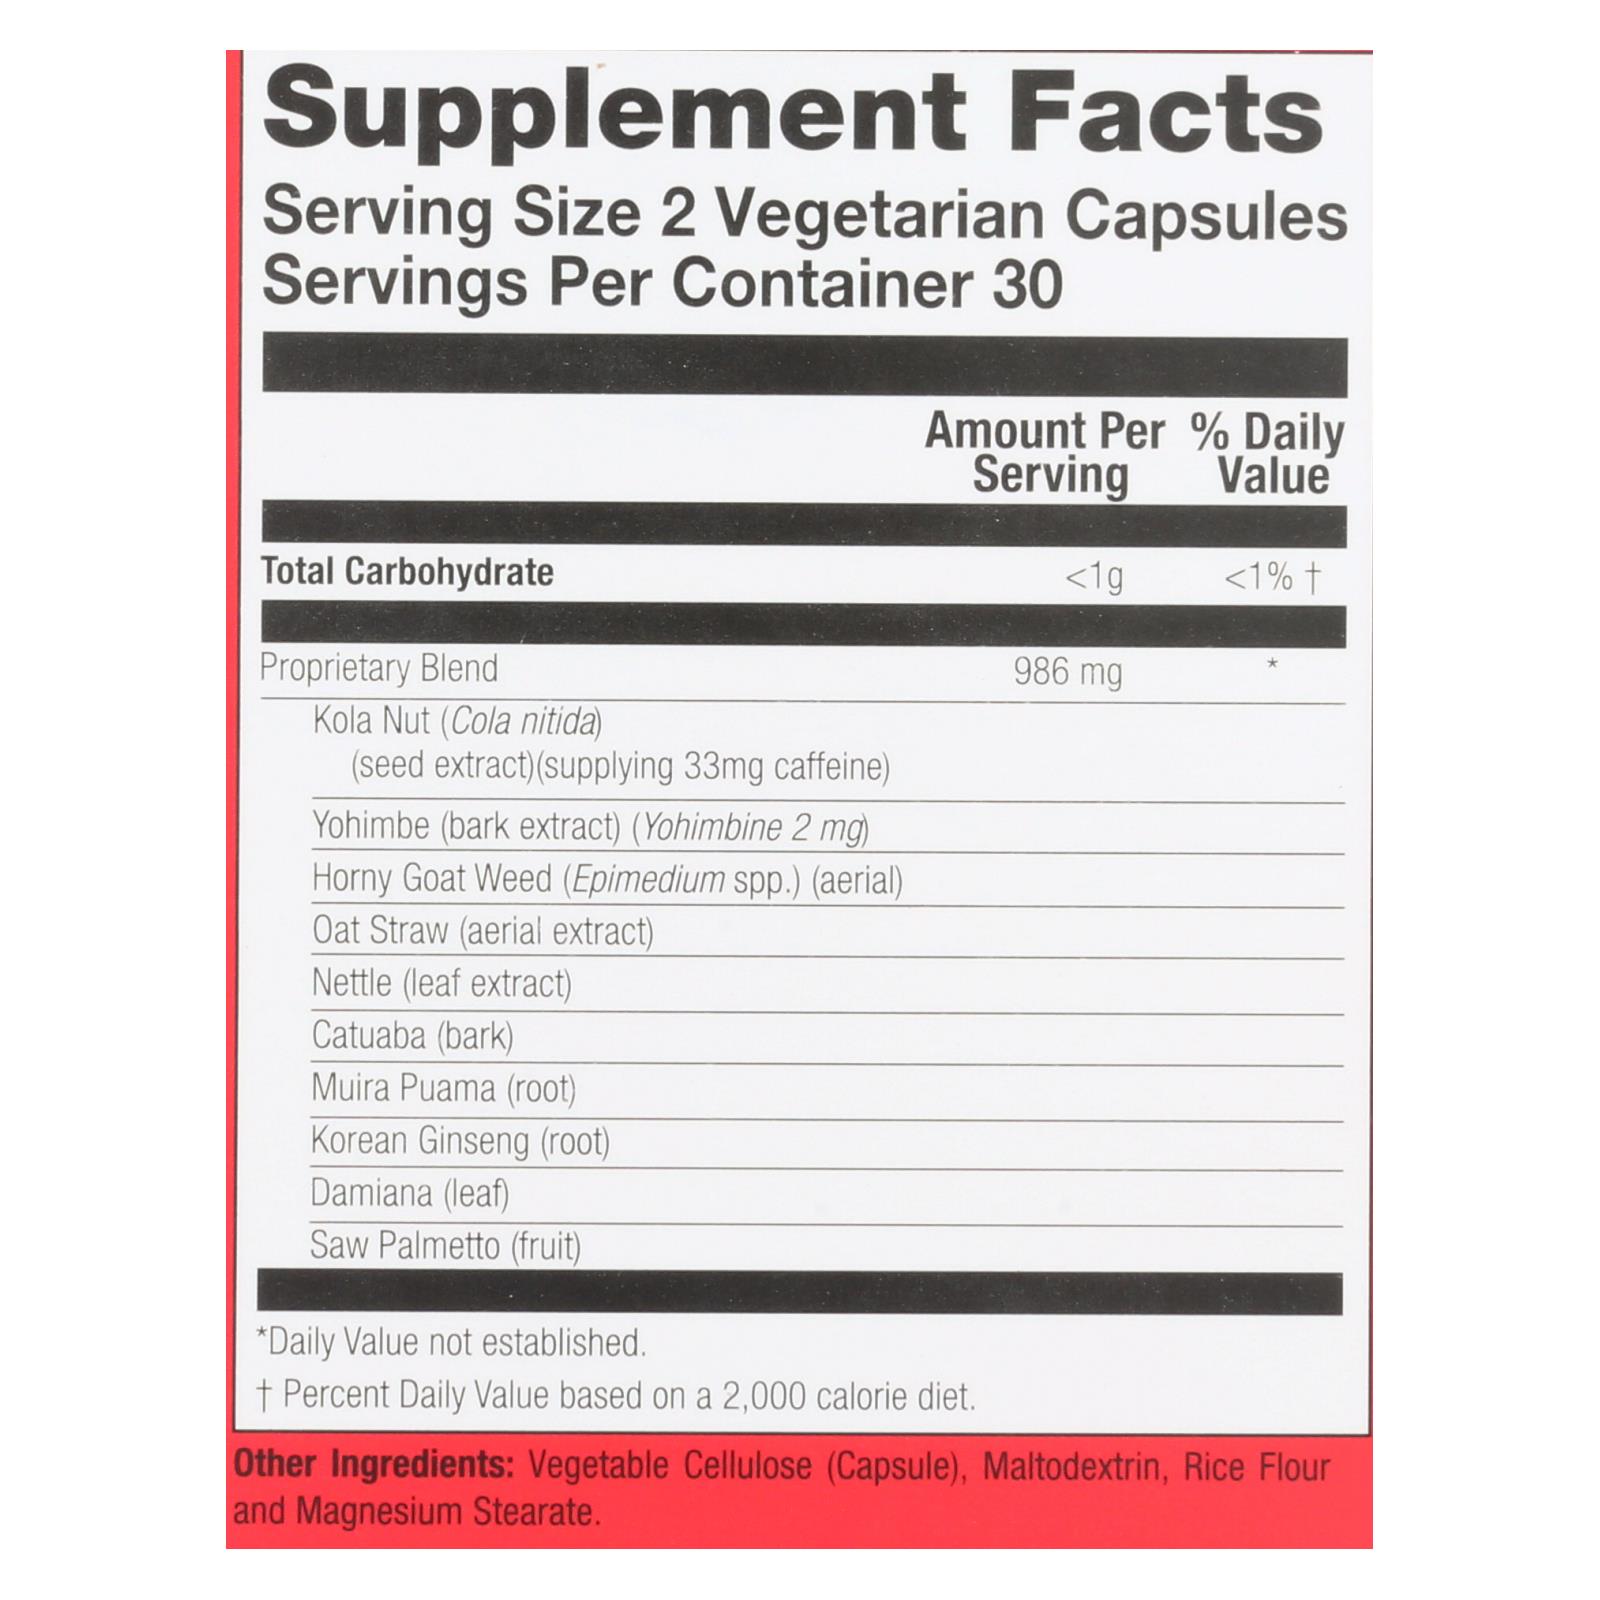 Supplement Facts
Serving Size 2 Vegetarian Capsules
Servings Per Container 30
Amount Per % Daily
Serving Value
Total Carbohydrate <1g <1% †
Proprietary Blend 986 mg *
Kola Nut (Cola nitida)
(seed extract)(supplying 33mg caffeine)
Yohimbe (bark extract) (Yohimbine 2 mg)
Horny Goat Weed (Epimedium spp.) (aerial)
Oat Straw (aerial extract)
Nettle (leaf extract)
Catuaba (bark)
Muira Puama (root)
Korean Ginseng (root)
Damiana (leaf)
Saw Palmetto (fruit)
*Daily Value not established.
† Percent Daily Value based on a 2,000 calorie diet.
Other Ingredients: Vegetable Cellulose (Capsule), Maltodextrin, Rice Flour
and Magnesium Stearate.